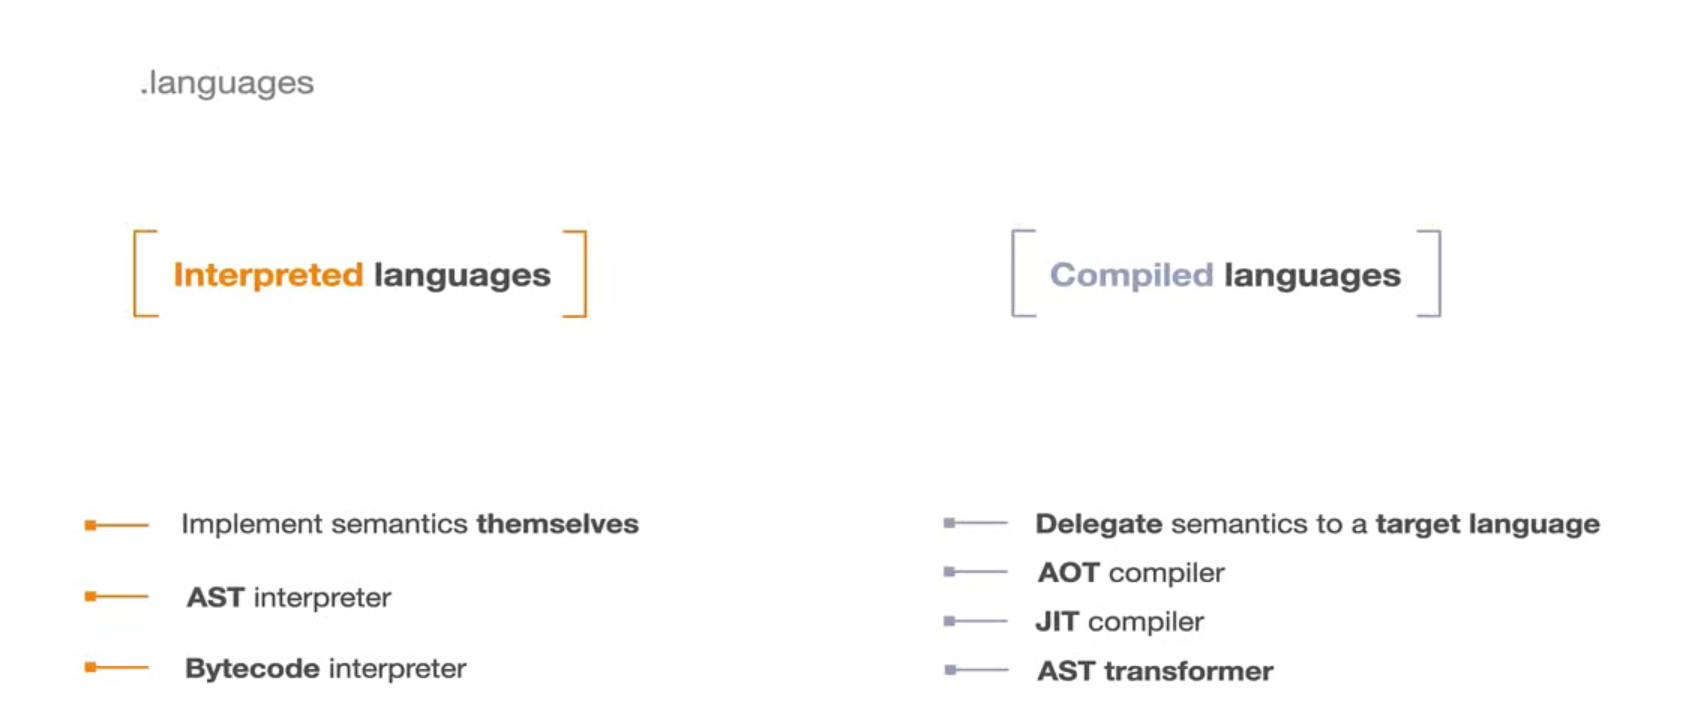 .languages
Interpreted languages
Compiled languages
Implement semantics themselves
AST interpreter
Bytecode interpreter
Delegate semantics to a target language
AOT compiler
JIT compiler
AST transformer